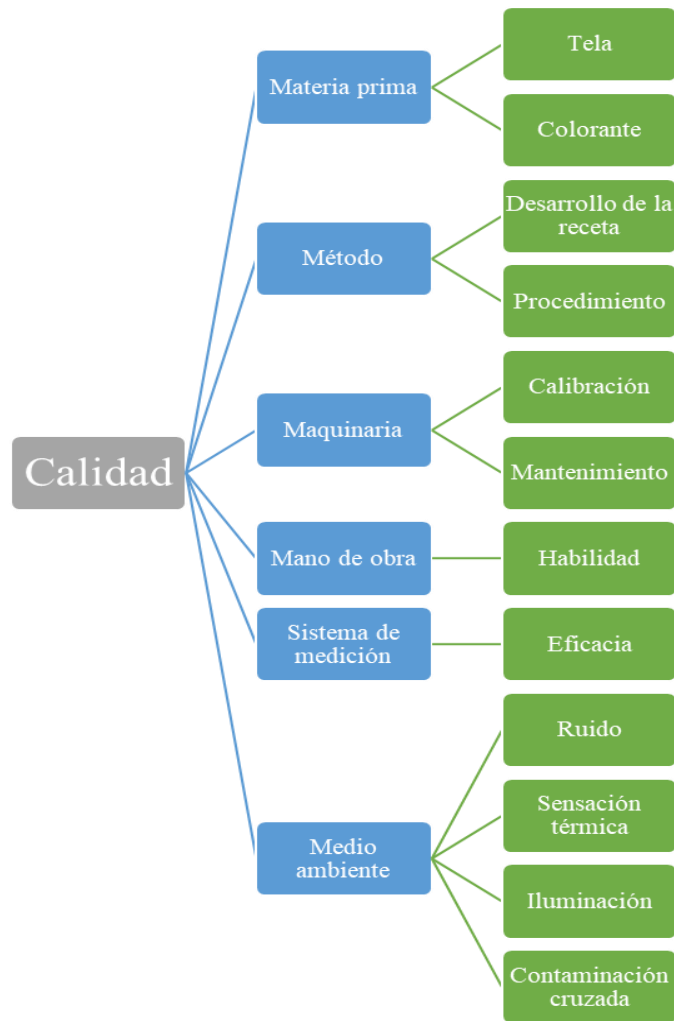 Calidad
Materia prima
Tela
Colorante
Método
Desarrollo de la
receta
Procedimiento
Maquinaria
Calibración
Mantenimiento
Mano de obra
Habilidad
Sistema de
medición
Eficacia
Medio
ambiente
Ruido
Sensación
térmica
Iluminación
Contaminación
cruzada